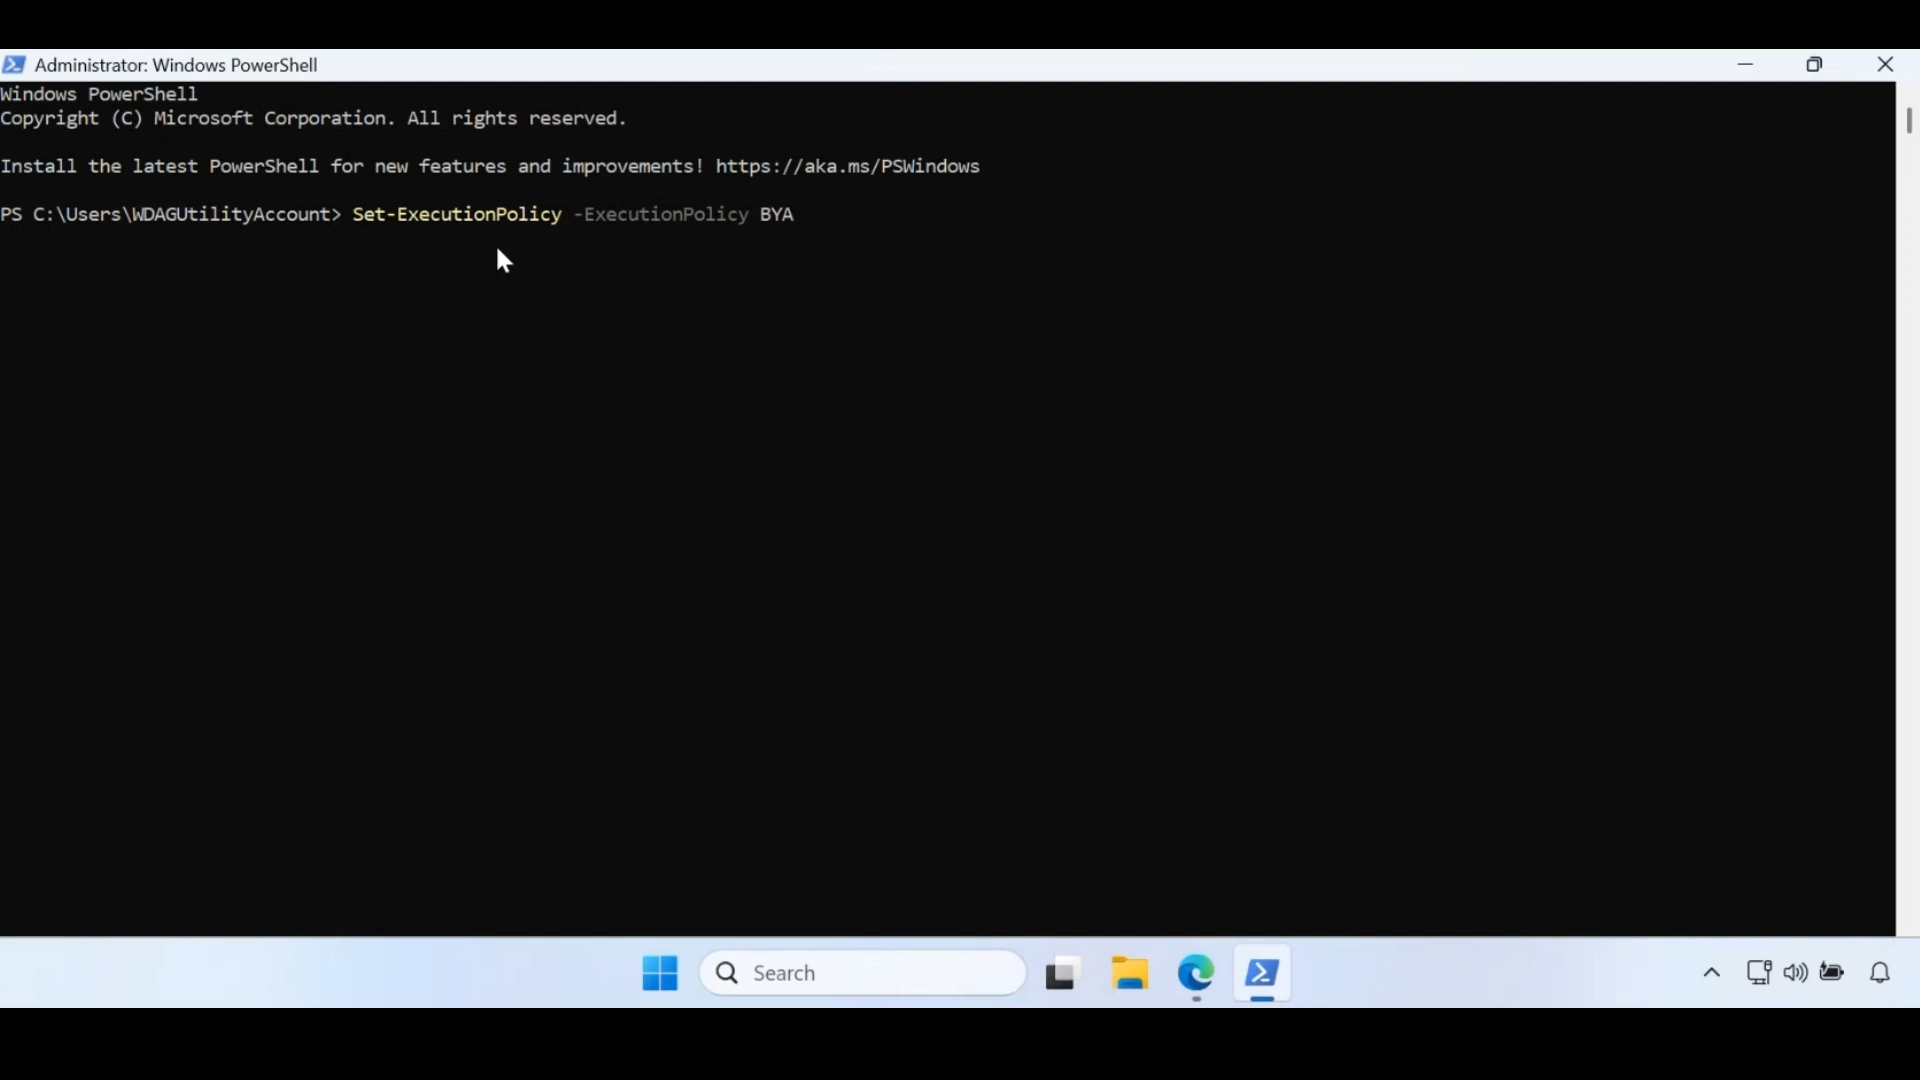 Administrator: Windows PowerShell
Windows PowerShell
Copyright (C) Microsoft Corporation. All rights reserved.
Install the latest PowerShell for new features and improvements! https://aka.ms/PSWindows
PS C:\Users\WDAGUtilityAccount> Set-ExecutionPolicy -ExecutionPolicy BYA
Search